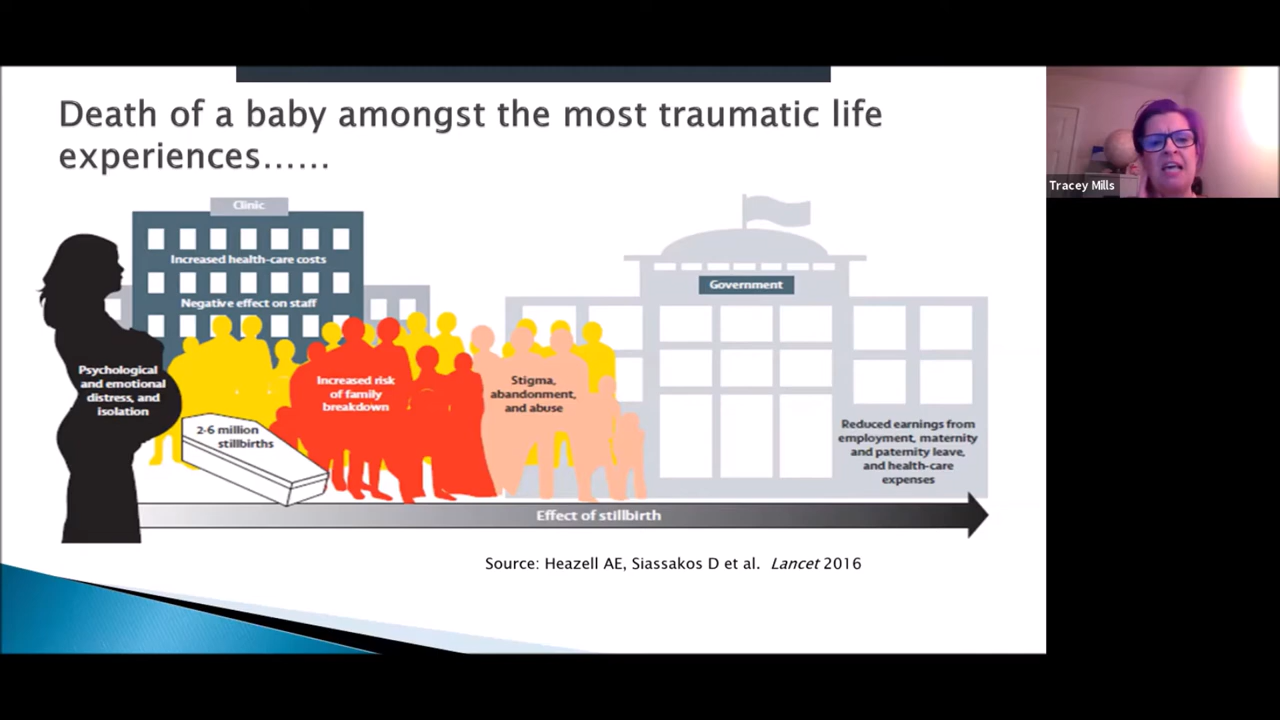 Death of a baby amongst the most traumatic life
experiences……
Clinic
Increased health-care costs
Negative effect on staff
Government
Psychological
and emotional
distress, and
isolation
2·6 million
stillbirths
Increased risk
of family
breakdown
Stigma,
abandonment,
and abuse
Reduced earnings from
employment, maternity
and paternity leave,
and health-care
expenses
Effect of stillbirth
Source: Heazell AE, Siassakos D et al. Lancet 2016
Tracey Mills